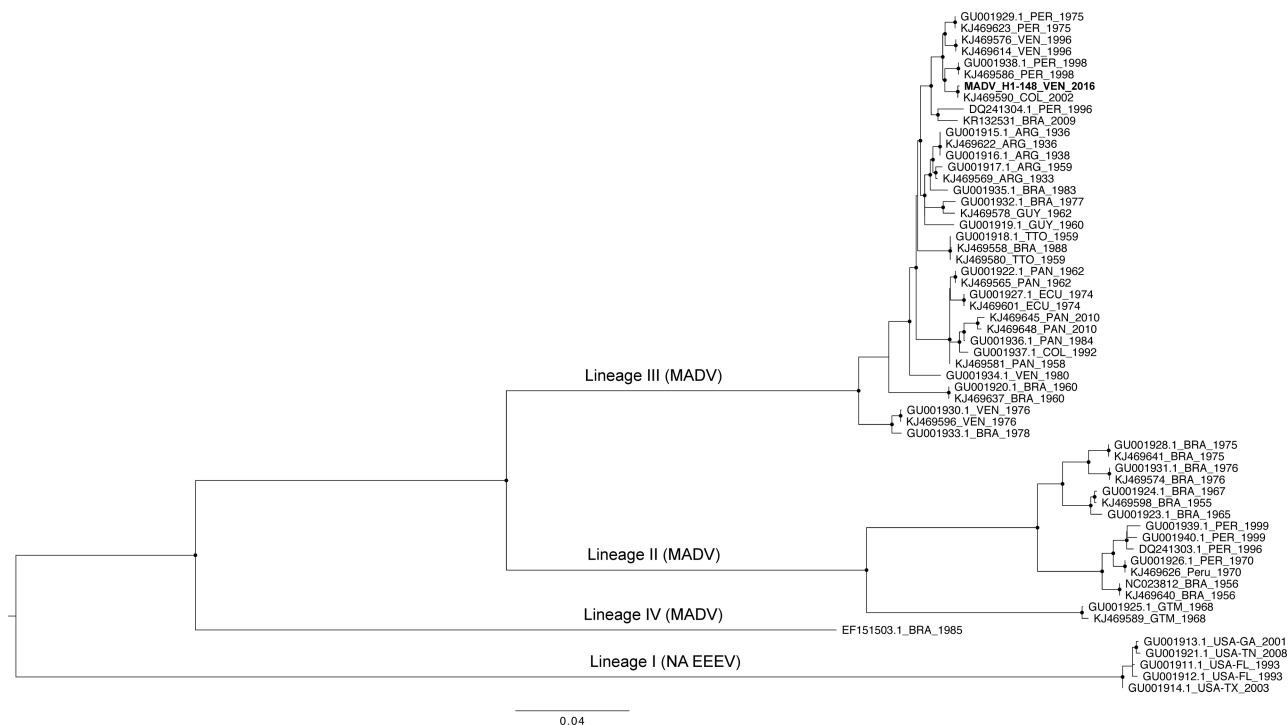 GU001929.1_PER_1975
KJ469623_PER_1975
KJ469576_VEN_1996
KJ469614_VEN_1996
GU001938.1_PER_1998
KJ469586_PER_1998
MADV_H1-148_VEN_2016
KJ469590_COL_2002
DQ241304.1_PER_1996
KR132531_BRA_2009
GU001915.1_ARG_1936
KJ469622_ARG_1936
GU001916.1_ARG_1938
GU001917.1_ARG_1959
KJ469569_ARG_1933
GU001935.1_BRA_1983
GU001932.1_BRA_1977
KJ469578_GUY_1962
GU001919.1_GUY_1960
GU001918.1_TTO_1959
KJ469558_BRA_1988
KJ469580_TTO_1959
GU001922.1_PAN_1962
KJ469565_PAN_1962
GU001927.1_ECU_1974
KJ469601_ECU_1974
KJ469645_PAN_2010
KJ469648_PAN_2010
GU001936.1_PAN_1984
GU001937.1_COL_1992
KJ469581_PAN_1958
Lineage III (MADV)
GU001934.1_VEN_1980
GU001920.1_BRA_1960
KJ469637_BRA_1960
GU001930.1_VEN_1976
KJ469596_VEN_1976
GU001933.1_BRA_1978
GU001928.1_BRA_1975
KJ469641_BRA_1975
GU001931.1_BRA_1976
KJ469574_BRA_1976
GU001924.1_BRA_1967
KJ469598_BRA_1955
GU001923.1_BRA_1965
GU001939.1_PER_1999
GU001940.1_PER_1999
DQ241303.1_PER_1996
Lineage II (MADV)
GU001926.1_PER_1970
KJ469626_Peru_1970
NC023812_BRA_1956
KJ469640_BRA_1956
GU001925.1_GTM_1968
KJ469589_GTM_1968
Lineage IV (MADV)
EF151503.1_BRA_1985
GU001913.1_USA-GA_2001
GU001921.1_USA-TN_2008
Lineage I (NA EEEV)
GU001911.1_USA-FL_1993
GU001912.1_USA-FL_1993
GU001914.1_USA-TX_2003
0.04